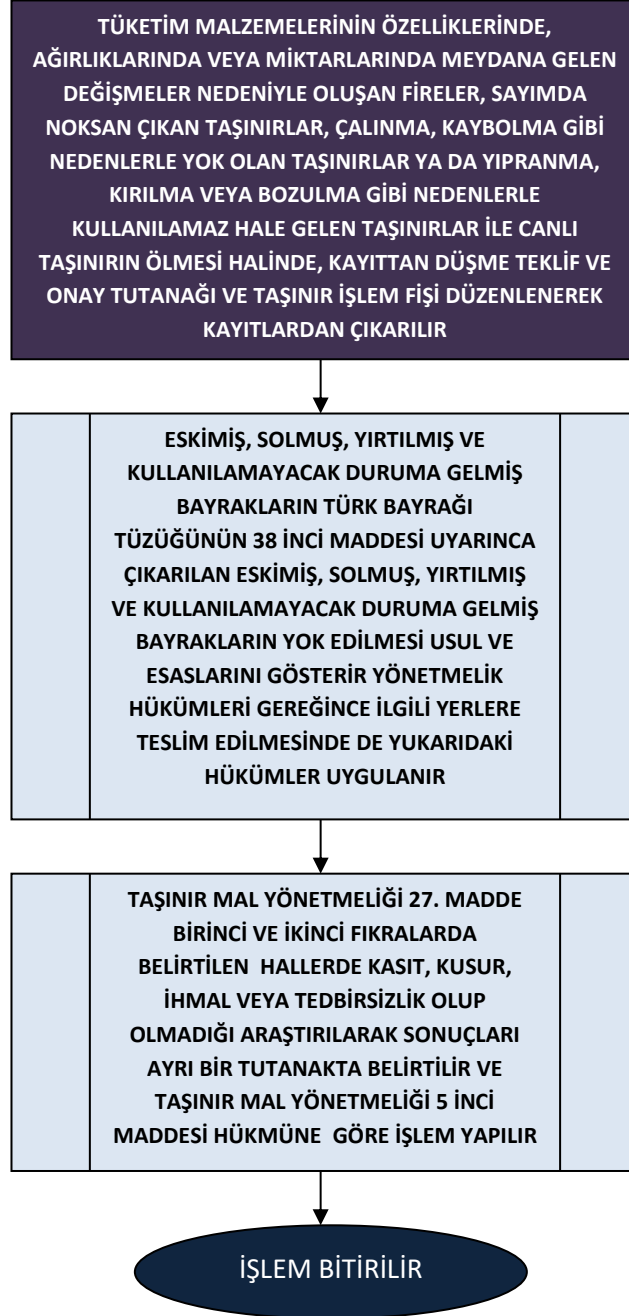 TÜKETİM MALZEMELERİNİN ÖZELLİKLERİNDE,
AĞIRLIKLARINDA VEYA MİKTARLARINDA MEYDANA GELEN
DEĞİŞMELER NEDENİYLE OLUŞAN FİRELER, SAYIMDA
NOKSAN ÇIKAN TAŞINIRLAR, ÇALINMA, KAYBOLMA GİBİ
NEDENLERLE YOK OLAN TAŞINIRLAR YA DA YIPRANMA,
KIRILMA VEYA BOZULMA GİBİ NEDENLERLE
KULLANILAMAZ HALE GELEN TAŞINIRLAR İLE CANLI
TAŞINIRIN ÖLMESİ HALİNDE, KAYITTAN DÜŞME TEKLİF VE
ONAY TUTANAĞI VE TAŞINIR İŞLEM FİŞİ DÜZENLENEREK
KAYITLARDAN ÇIKARILIR
ESKİMİŞ, SOLMUŞ, YIRTILMIŞ VE
KULLANILAMAYACAK DURUMA GELMİŞ
BAYRAKLARIN TÜRK BAYRAĞI
TÜZÜĞÜNÜN 38 İNCİ MADDESİ UYARINCA
ÇIKARILAN ESKİMİŞ, SOLMUŞ, YIRTILMIŞ
VE KULLANILAMAYACAK DURUMA GELMİŞ
BAYRAKLARIN YOK EDİLMESİ USUL VE
ESASLARINI GÖSTERİR YÖNETMELİK
HÜKÜMLERİ GEREĞİNCE İLGİLİ YERLERE
TESLİM EDİLMESİNDE DE YUKARIDAKİ
HÜKÜMLER UYGULANIR
TAŞINIR MAL YÖNETMELİĞİ 27. MADDE
BİRİNCİ VE İKİNCİ FIKRALARDA
BELİRTİLEN HALLERDE KASIT, KUSUR,
İHMAL VEYA TEDBİRSİZLİK OLUP
OLMADIĞI ARAŞTIRILARAK SONUÇLARI
AYRI BİR TUTANAKTA BELİRTİLİR VE
TAŞINIR MAL YÖNETMELİĞİ 5 İNCİ
MADDESİ HÜKMÜNE GÖRE İŞLEM YAPILIR
İŞLEM BİTİRİLİR